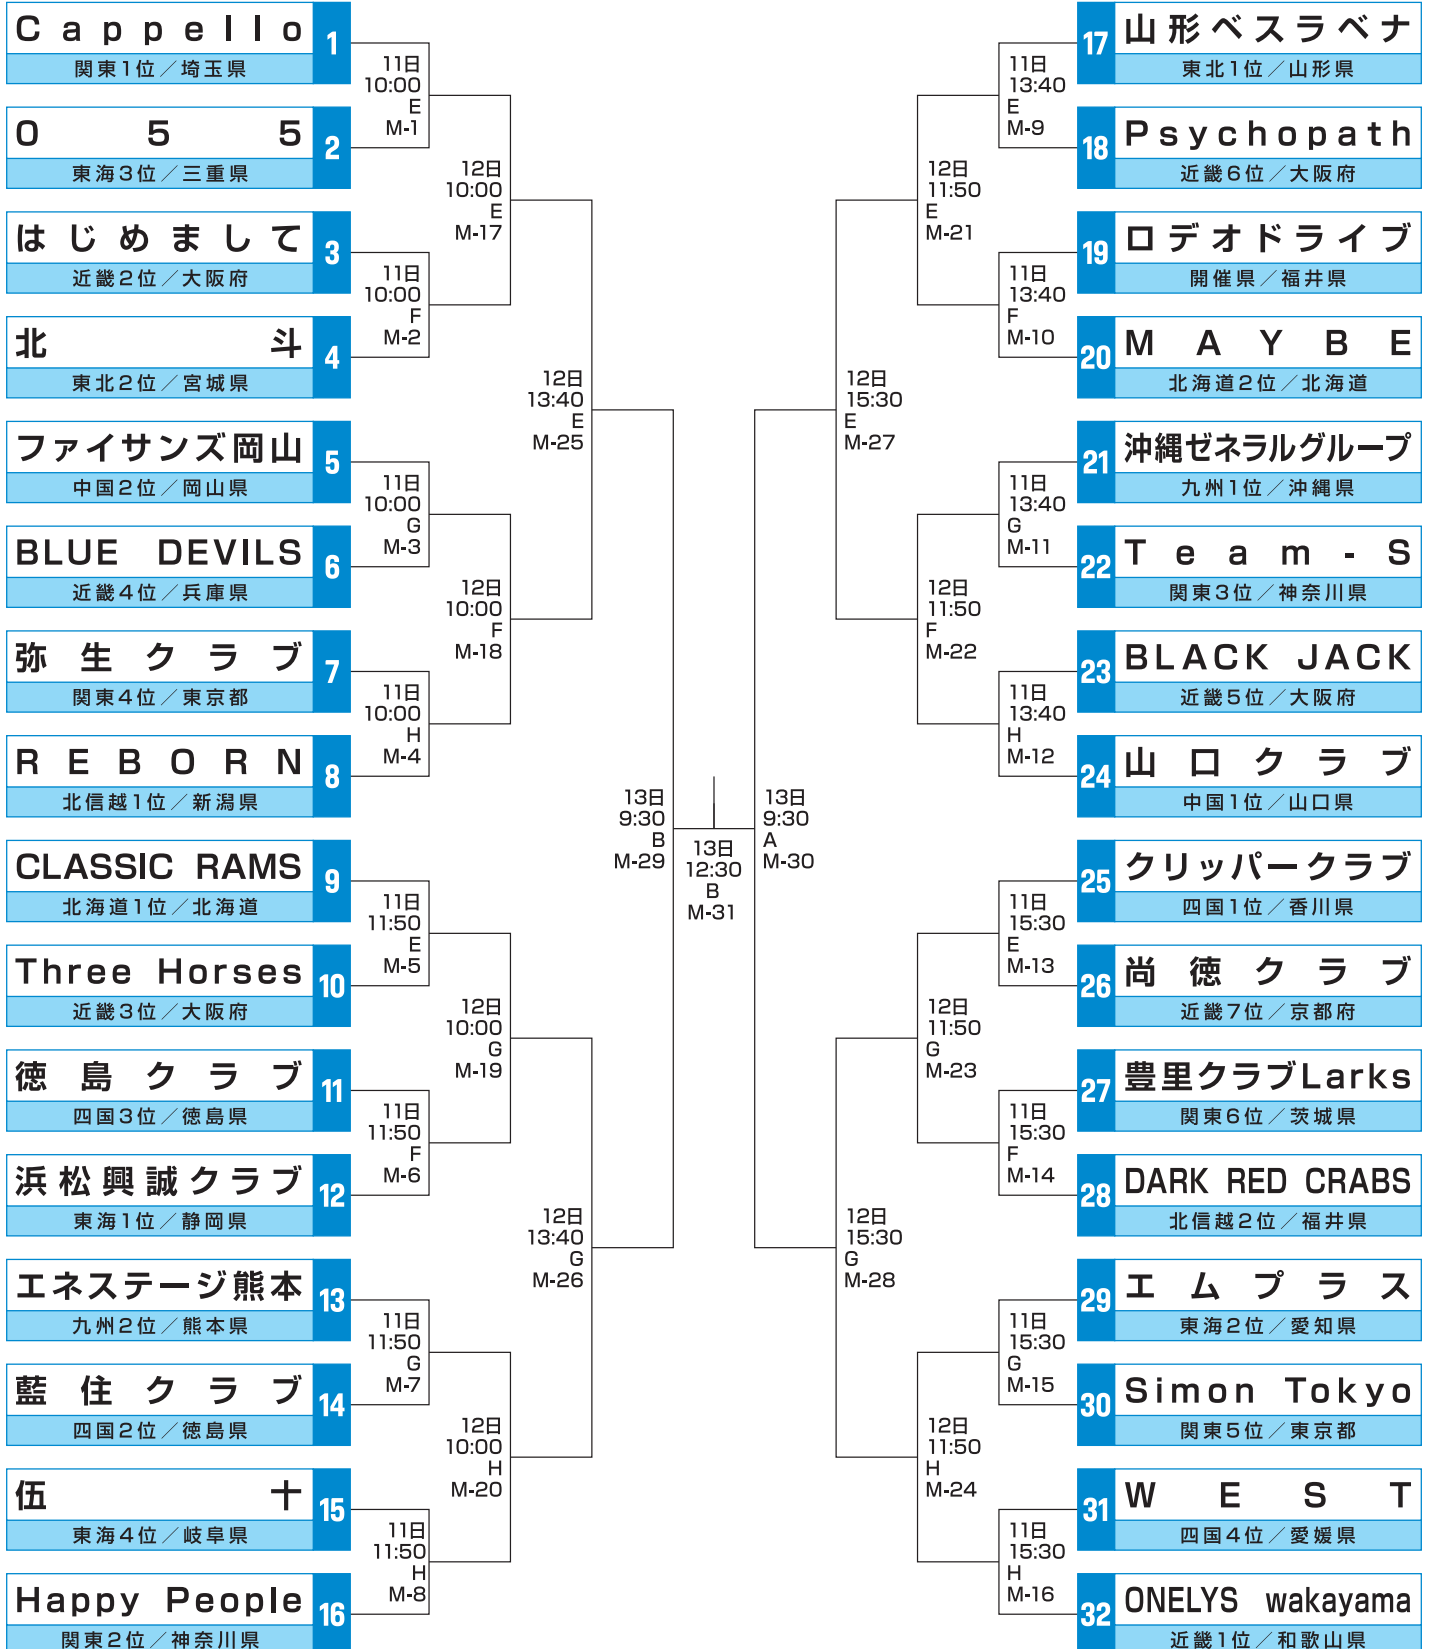 Cappello
関東1位／埼玉県
1
055
東海3位／三重県
2
はじめまして
近畿2位／大阪府
3
北斗
東北2位／宮城県
4
ファイサンズ岡山
中国2位／岡山県
5
BLUE DEVILS
近畿4位／兵庫県
6
弥生クラブ
関東4位／東京都
7
REBORN
北信越1位／新潟県
8
CLASSIC RAMS
北海道1位／北海道
9
Three Horses
近畿3位／大阪府
10
徳島クラブ
四国3位／徳島県
11
浜松興誠クラブ
東海1位／静岡県
12
エネステージ熊本
九州2位／熊本県
13
藍住クラブ
四国2位／徳島県
14
伍十
東海4位／岐阜県
15
Happy People
関東2位／神奈川県
16
11日
10:00
E
M-1
11日
10:00
F
M-2
11日
10:00
G
M-3
11日
10:00
H
M-4
11日
11:50
E
M-5
11日
11:50
F
M-6
11日
11:50
G
M-7
11日
11:50
H
M-8
12日
10:00
E
M-17
12日
10:00
F
M-18
12日
10:00
G
M-19
12日
10:00
H
M-20
12日
13:40
E
M-25
12日
13:40
G
M-26
13日
9:30
B
M-29
13日
12:30
B
M-31
13日
9:30
A
M-30
12日
15:30
E
M-27
12日
15:30
G
M-28
12日
11:50
E
M-21
12日
11:50
F
M-22
12日
11:50
G
M-23
12日
11:50
H
M-24
11日
13:40
E
M-9
11日
13:40
F
M-10
11日
13:40
G
M-11
11日
13:40
H
M-12
11日
15:30
E
M-13
11日
15:30
F
M-14
11日
15:30
G
M-15
11日
15:30
H
M-16
17
山形ベスラベナ
東北1位／山形県
18
Psychopath
近畿6位／大阪府
19
ロデオドライブ
開催県／福井県
20
MAYBE
北海道2位／北海道
21
沖縄ゼネラルグループ
九州1位／沖縄県
22
Team-S
関東3位／神奈川県
23
BLACK JACK
近畿5位／大阪府
24
山口クラブ
中国1位／山口県
25
クリッパークラブ
四国1位／香川県
26
尚徳クラブ
近畿7位／京都府
27
豊里クラブLarks
関東6位／茨城県
28
DARK RED CRABS
北信越2位／福井県
29
エムプラス
東海2位／愛知県
30
Simon Tokyo
関東5位／東京都
31
WEST
四国4位／愛媛県
32
ONELYS wakayama
近畿1位／和歌山県